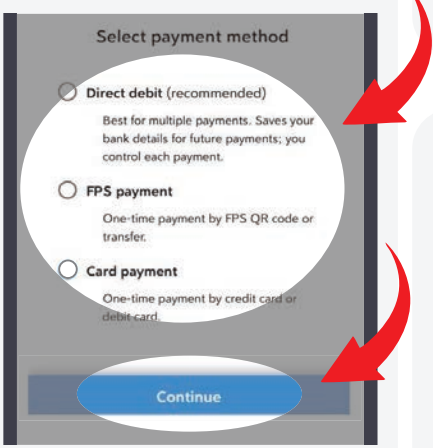 Select payment method
Direct debit (recommended)
Best for multiple payments. Saves your
bank details for future payments; you
control each payment.
FPS payment
One-time payment by FPS QR code or
transfer.
Card payment
One-time payment by credit card or
debit card.
Continue